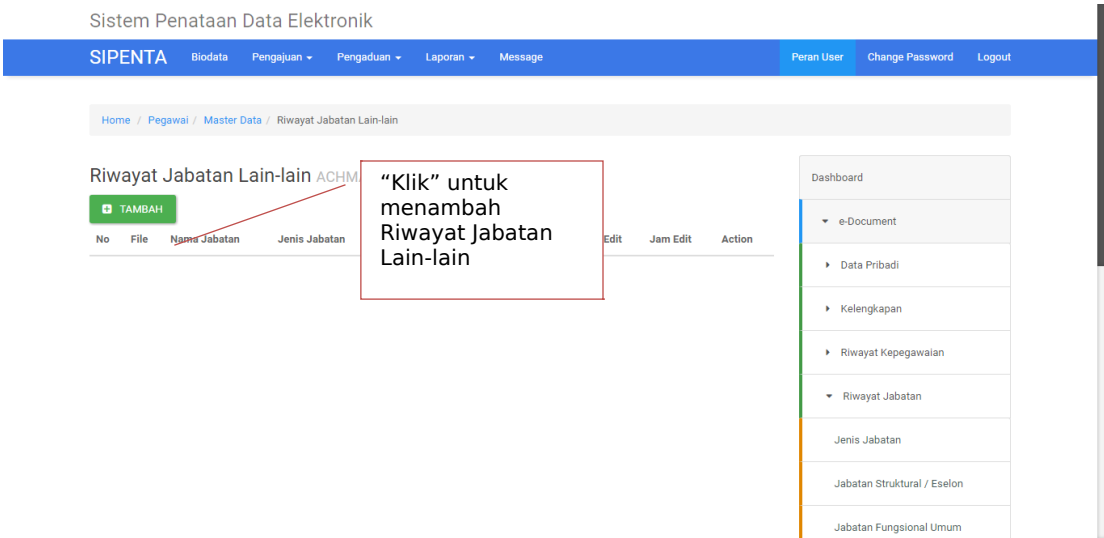 Sistem Penataan Data Elektronik
SIPENTA Biodata Pengajuan Pengaduan Laporan Message Peran User Change Password Logout
Home / Pegawai / Master Data / Riwayat Jabatan Lain-lain
Riwayat Jabatan Lain-lain ACHM
TAMBAH
No File Nama Jabatan Jenis Jabatan Edit Jam Edit Action
“Klik” untuk
menambah
Riwayat Jabatan
Lain-lain
Dashboard
e-Document
Data Pribadi
Kelengkapan
Riwayat Kepegawaian
Riwayat Jabatan
Jenis Jabatan
Jabatan Struktural / Eselon
Jabatan Fungsional Umum